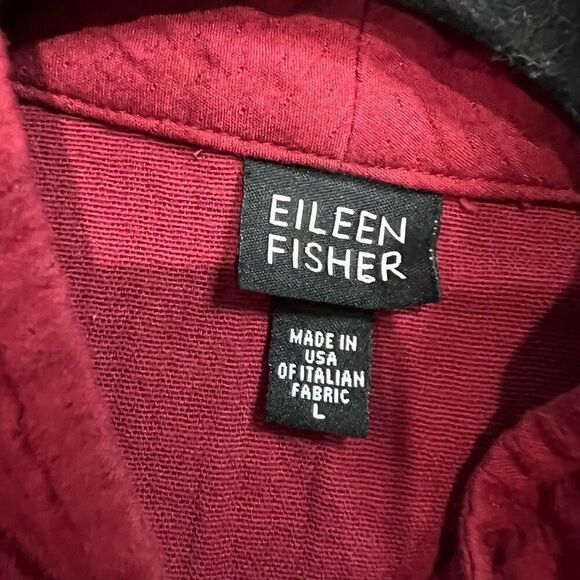 EILEEN
FISHER
MADE IN
USA
OF ITALIAN
FABRIC
L